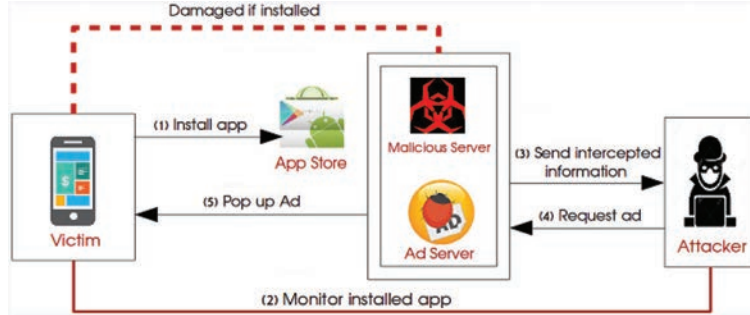 Damaged if installed
(1) Install app
App Store
Malicious Server
(3) Send intercepted
information
(5) Pop up Ad
(4) Request ad
Victim
AD
Ad Server
Attacker
(2) Monitor installed app